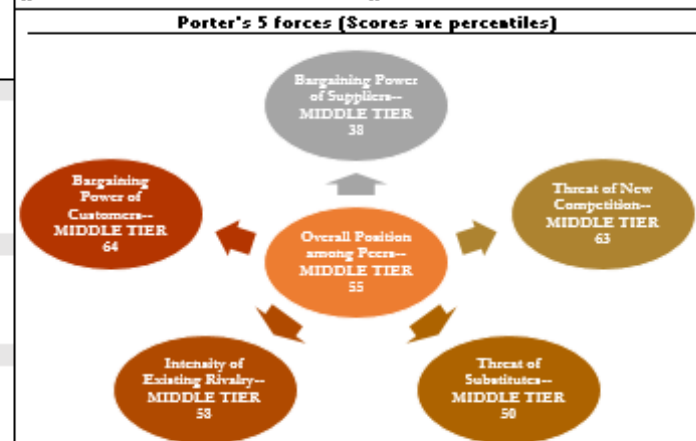 Porter's 5 forces (Scores are percentiles)
Bargaining Power
of Suppliers--
MIDDLE TIER
38
Bargaining
Power of
Customers--
MIDDLE TIER
64
Threat of New
Competition--
MIDDLE TIER
63
Overall Position
among Peers--
MIDDLE TIER
55
Intensity of
Existing Rivalry--
MIDDLE TIER
58
Threat of
Substitutes--
MIDDLE TIER
50